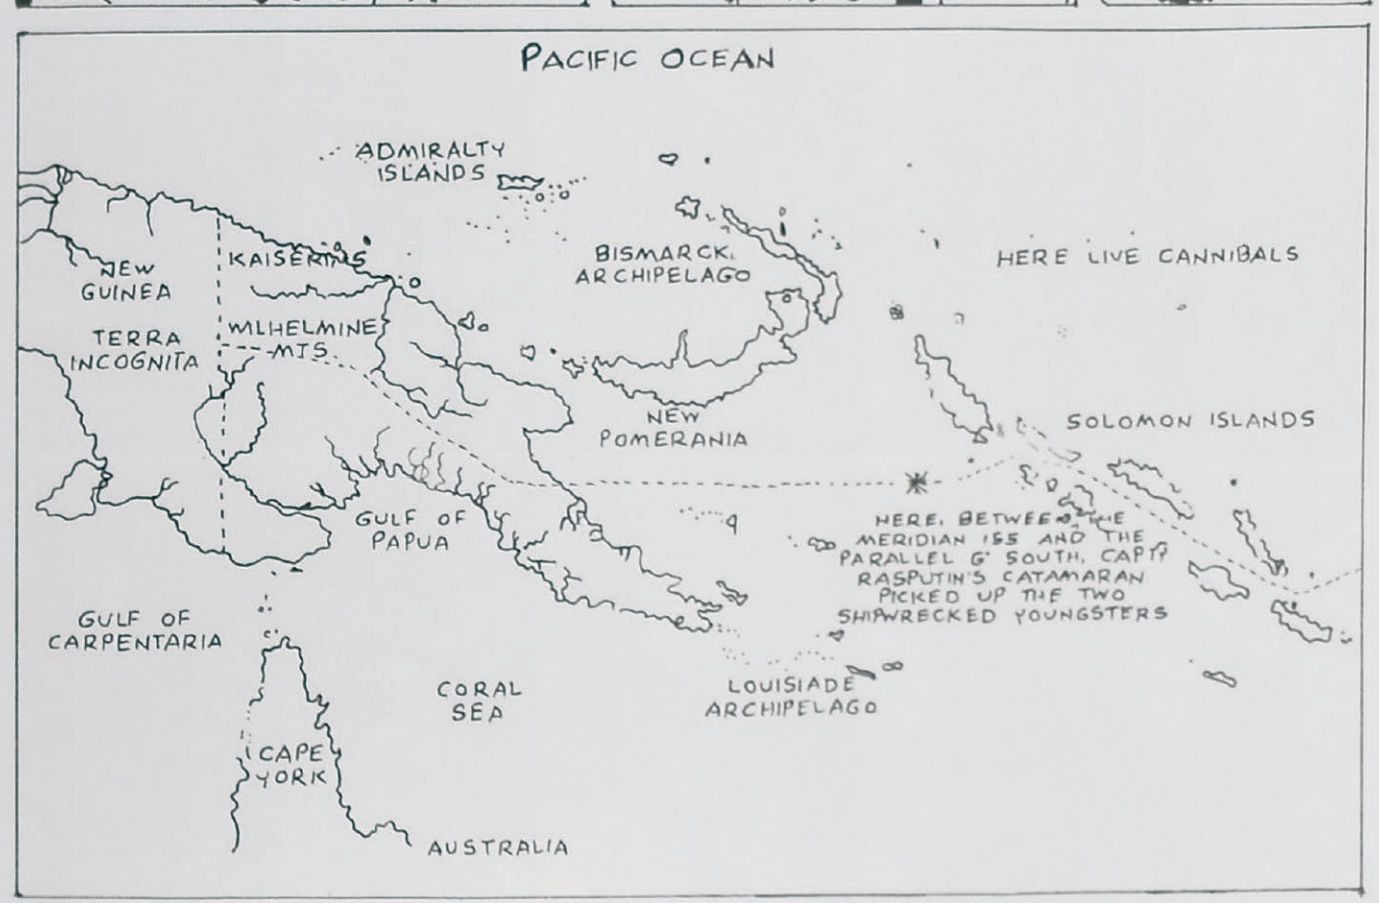 PACIFIC OCEAN
ADMIRALTY
ISLANDS
BISMARCK
ARCHIPELAGO
HERE LIVE CANNIBALS
NEW
GUINEA
WLHELMINE
MTS.
TERRA
INCOGNITA
NEW
POMERANIA
SOLOMON ISLANDS
GULF OF
PAPUA
HERE, BETWEEN THE
MERIDIAN 155 AND THE
PARALLEL 6° SOUTH, CAPT?
RASPUTIN'S CATAMARAN
PICKED UP THE TWO
SHIPWRECKED YOUNGSTERS
GULF OF
CARPENTARIA
CORAL
SEA
LOUISIADE
ARCHIPELAGO
CAPE
YORK
AUSTRALIA